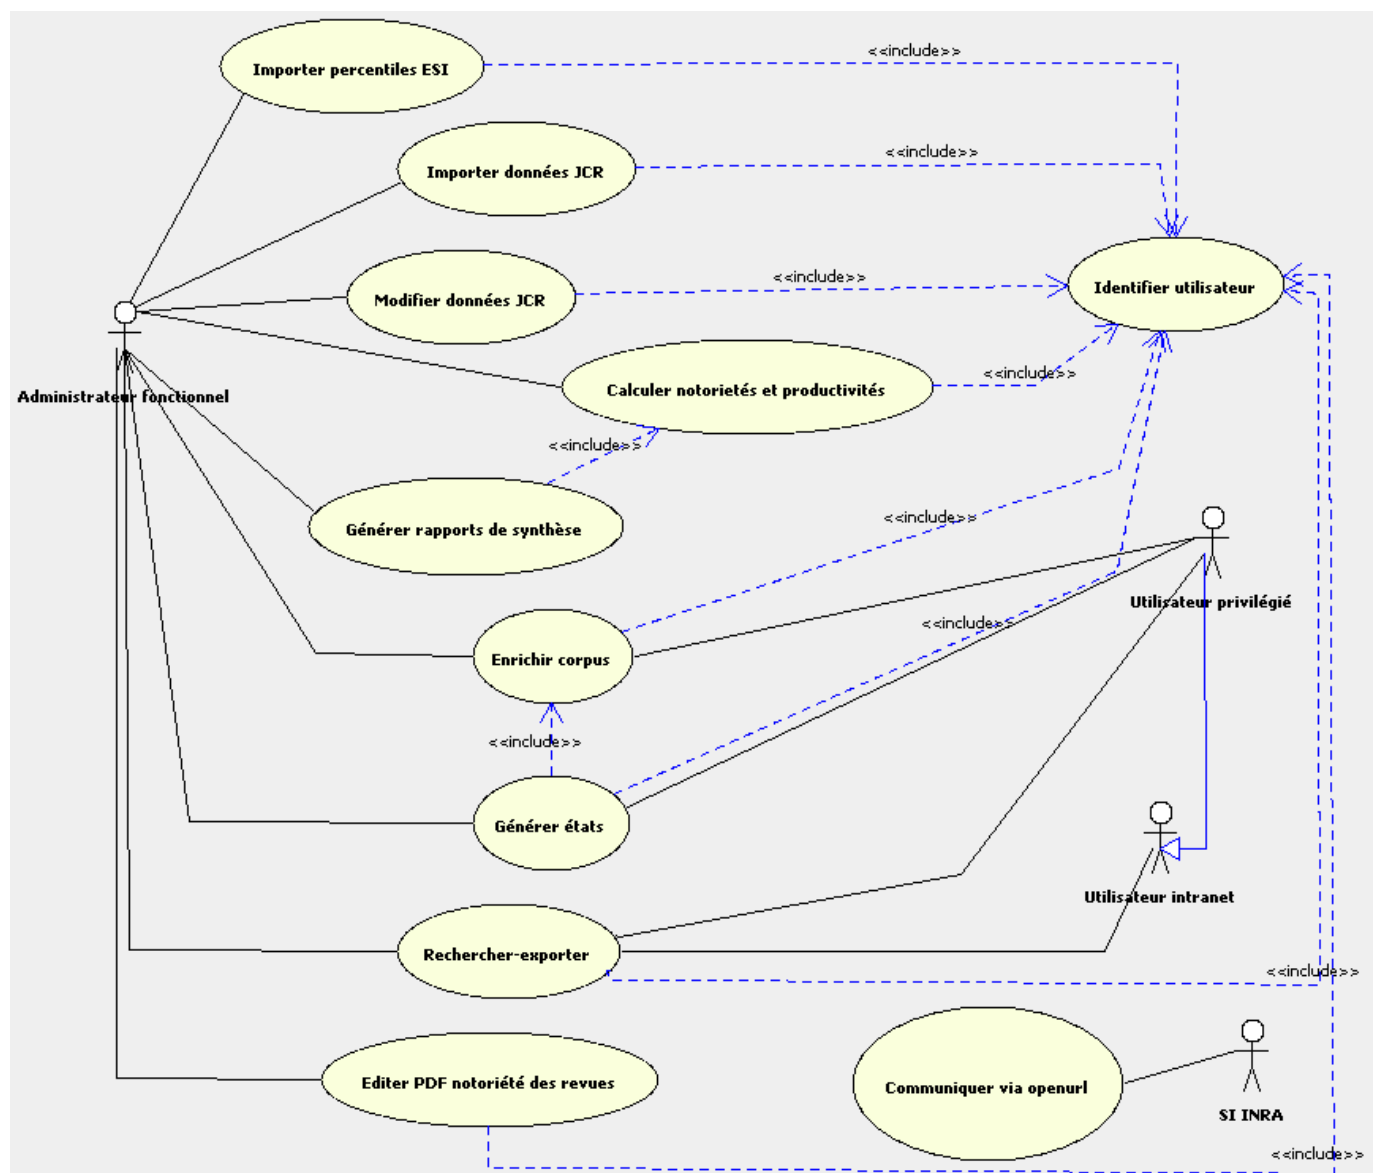 <<include>>
Importer percentiles ESI
<<include>>
Importer données JCR
<<include>>
Identifier utilisateur
Modifier données JCR
<<include>>
Calculer notorietés et productivités
Administrateur fonctionnel
<<include>>
Générer rapports de synthèse
<<include>>
Utilisateur privilégié
<<include>>
Enrichir corpus
<<include>>
Générer états
Utilisateur intranet
Rechercher-exporter
<<include>>
Editer PDF notoriété des revues
Communiquer via openurl
SI INRA
<<include>>